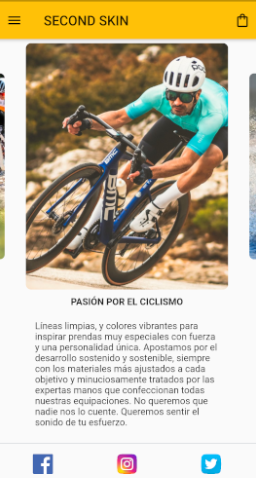 SECOND SKIN
BMC
PASIÓN POR EL CICLISMO
Líneas limpias, y colores vibrantes para
inspirar prendas muy especiales con fuerza
y una personalidad única. Apostamos por el
desarrollo sostenido y sostenible, siempre
con los materiales más ajustados a cada
objetivo y minuciosamente tratados por las
expertas manos que confeccionan todas
nuestras equipaciones. No queremos que
nadie nos lo cuente. Queremos sentir el
sonido de tu esfuerzo.